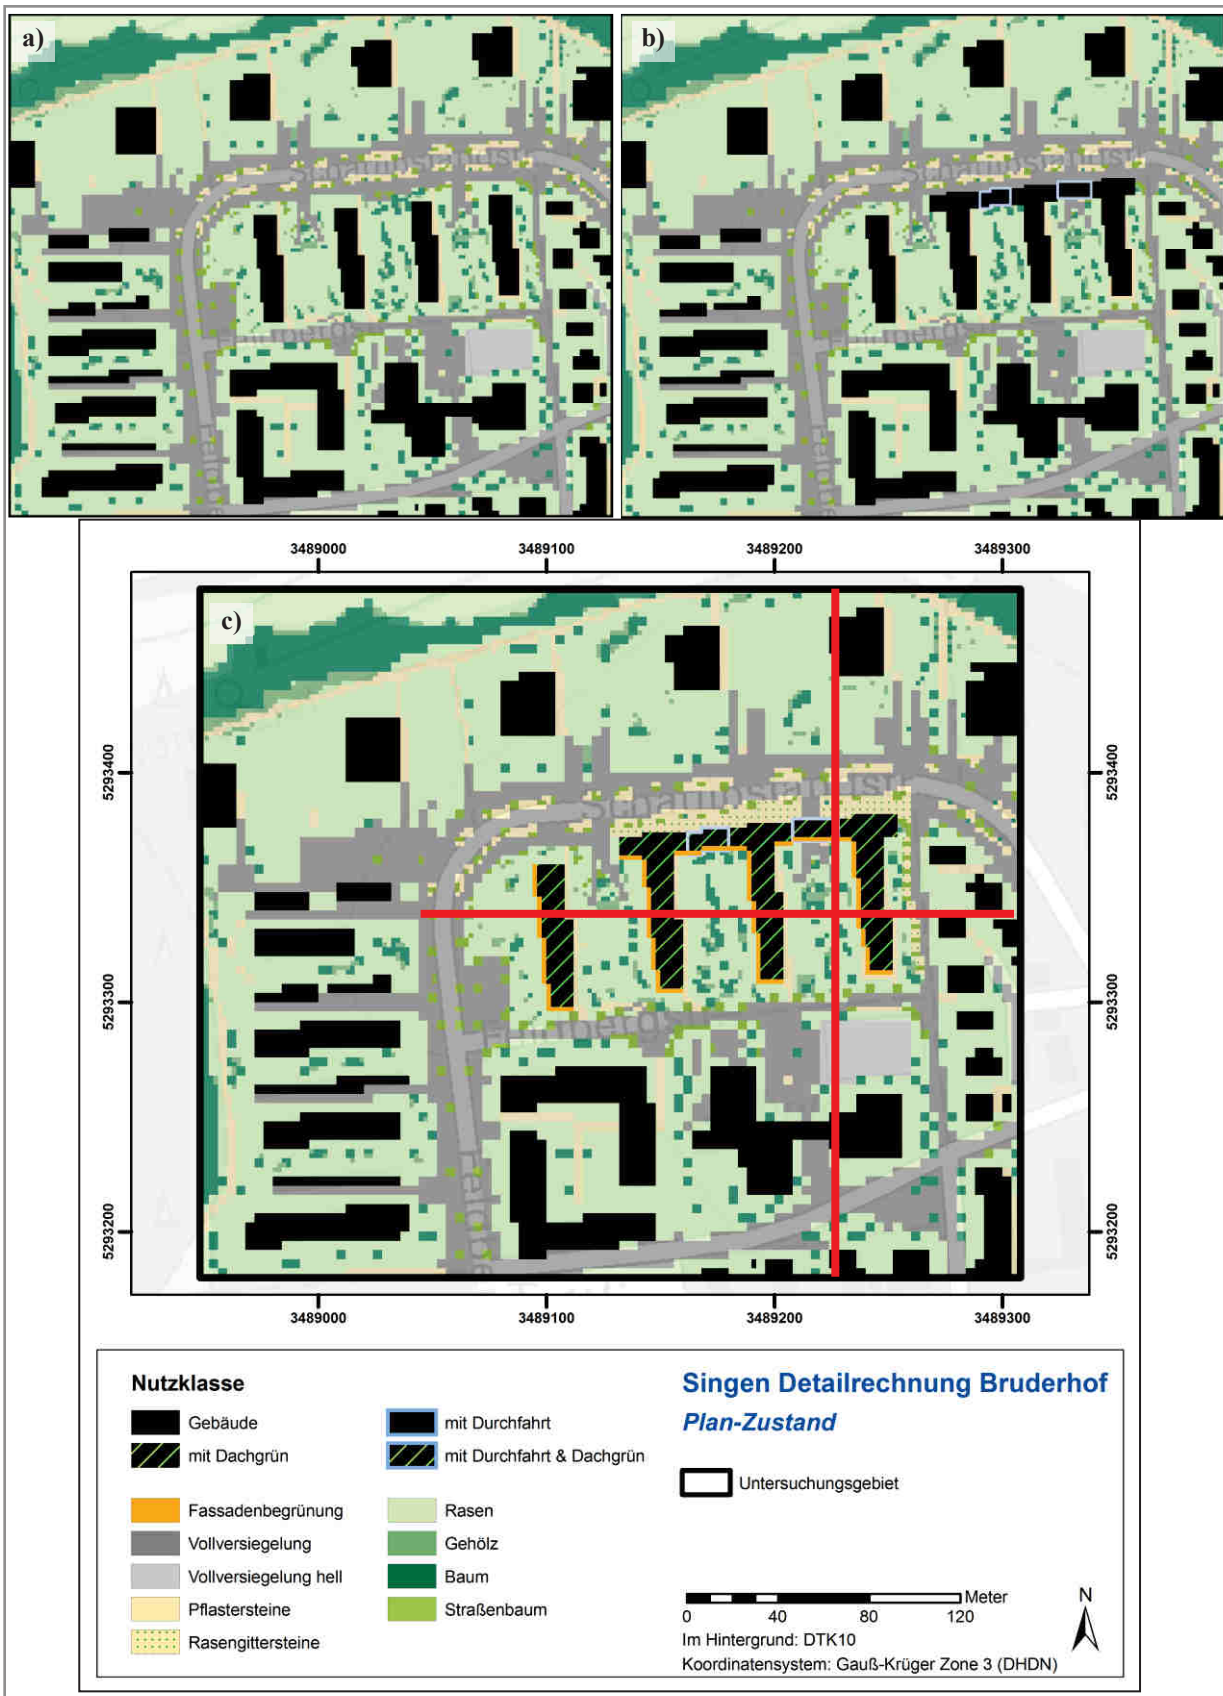 a)
b)
3489000 3489100 3489200 3489300
c)
5293400 5293400
5293300 5293300
5293200 5293200
3489000 3489100 3489200 3489300
Nutzklasse
Gebäude
mit Dachgrün
mit Durchfahrt
mit Durchfahrt & Dachgrün
Fassadenbegrünung
Vollversiegelung
Vollversiegelung hell
Pflastersteine
Rasengittersteine
Rasen
Gehölz
Baum
Straßenbaum
Singen Detailrechnung Bruderhof
Plan-Zustand
Untersuchungsgebiet
Meter
0 40 80 120
N
Im Hintergrund: DTK10
Koordinatensystem: Gauß-Krüger Zone 3 (DHDN)